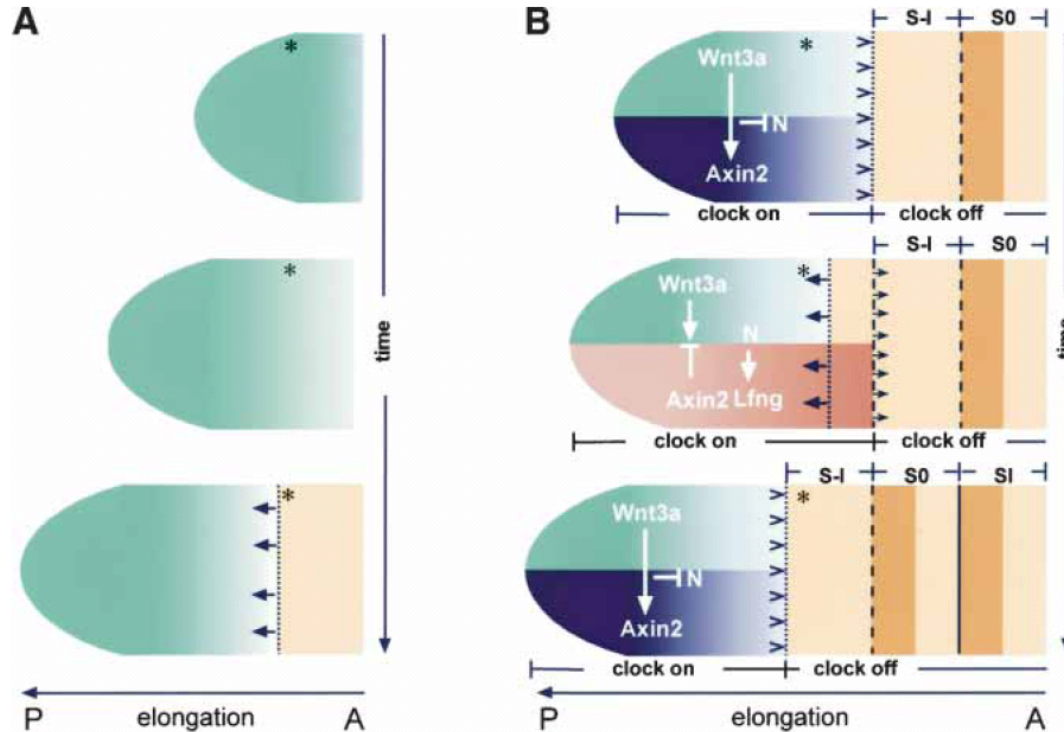 A
*
*
*
time
P elongation A
B
S-I S0
Wnt3a *
N
Axin2
clock on clock off
S-I S0
Wnt3a *
N
Axin2 Lfng
clock on clock off
S-I S0 SI
Wnt3a *
N
Axin2
clock on clock off
time
P elongation A